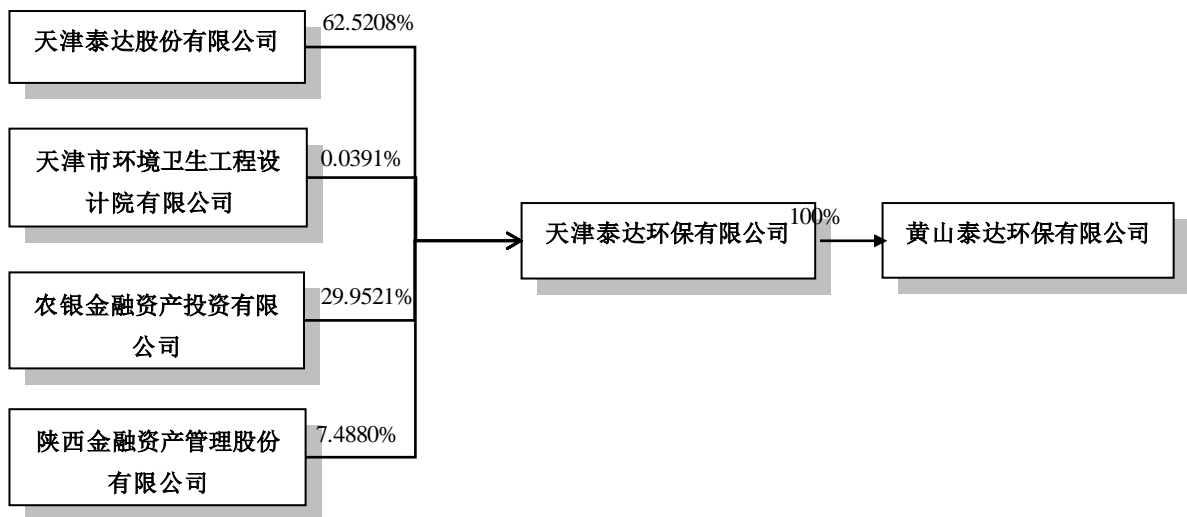 天津泰达股份有限公司
62.5208%
天津市环境卫生工程设
计院有限公司
0.0391%
农银金融资产投资有限
公司
29.9521%
陕西金融资产管理股份
有限公司
7.4880%
天津泰达环保有限公司
100%
黄山泰达环保有限公司